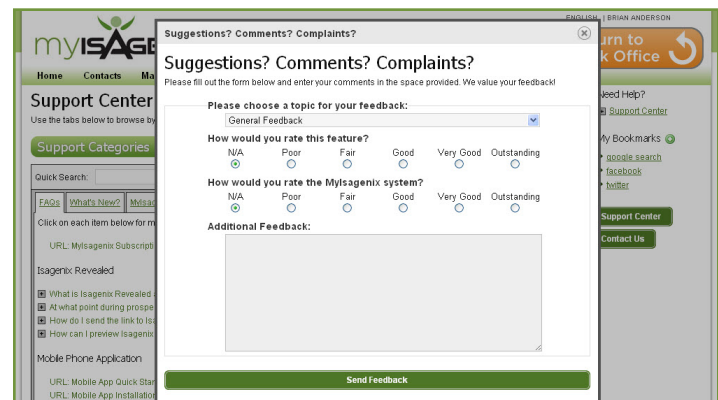 ENGLISH | BRIAN ANDERSON
myISAGE
Home Contacts Ma
Support Center
Use the tabs below to browse by
Support Categories
Quick Search:
FAQs What's New? MyIsag
Click on each item below for m
URL: MyIsagenix Subscripti
Isagenix Revealed
What is Isagenix Revealed a
At what point during prospe
How do I send the link to Isa
How can I preview Isagenix
Mobile Phone Application
URL: Mobile App Quick Star
URL: Mobile App Installation
Suggestions? Comments? Complaints?
Suggestions? Comments? Complaints?
Please fill out the form below and enter your comments in the space provided. We value your feedback!
Please choose a topic for your feedback:
General Feedback
How would you rate this feature?
N/A Poor Fair Good Very Good Outstanding
How would you rate the MyIsagenix system?
N/A Poor Fair Good Very Good Outstanding
Additional Feedback:
Send Feedback
urn to
k Office
Need Help?
Support Center
My Bookmarks
google search
facebook
twitter
Support Center
Contact Us